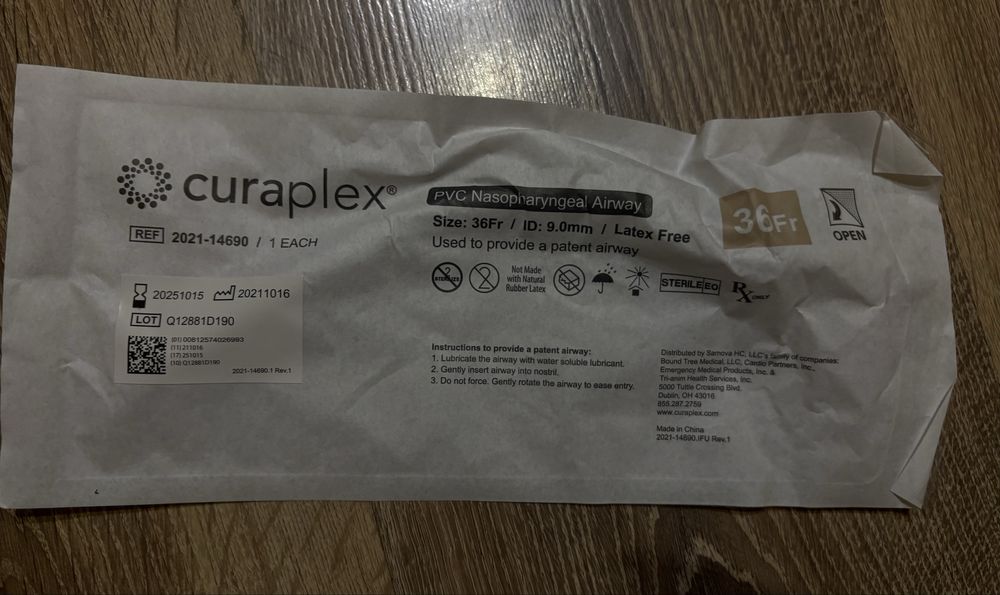 curaplex®
REF 2021-14690 / 1 EACH
20251015 20211016
LOT Q12881D190
(01) 00812574026993
(11) 211016
(17) 251015
(10) Q12881D190
2021-14690.1 Rev.1
PVC Nasopharyngeal Airway
Size: 36Fr / ID: 9.0mm / Latex Free
Used to provide a patent airway
36Fr
OPEN
STERILIZE
2
Not Made
with Natural
Rubber Latex
STERILE EO
Rx ONLY
Instructions to provide a patent airway:
1. Lubricate the airway with water soluble lubricant.
2. Gently insert airway into nostril.
3. Do not force. Gently rotate the airway to ease entry.
Distributed by Sarnova HC, LLC's family of companies:
Bound Tree Medical, LLC, Cardio Partners, Inc.,
Emergency Medical Products, Inc. &
Tri-anim Health Services, Inc.
5000 Tuttle Crossing Blvd.
Dublin, OH 43016
855.287.2759
www.curaplex.com
Made in China
2021-14690.IFU Rev.1